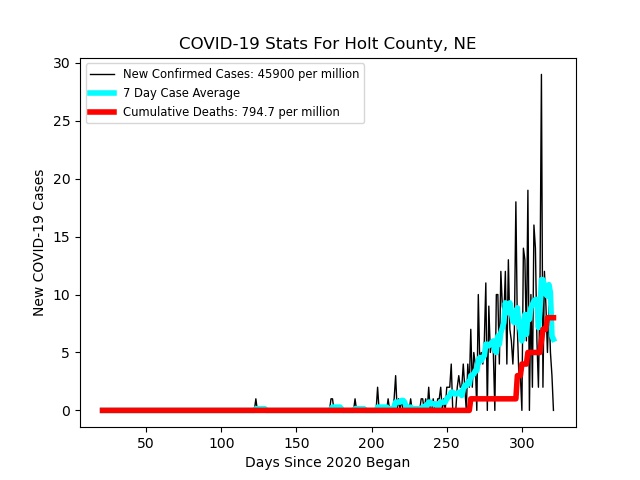 COVID-19 Stats For Holt County, NE
New Confirmed Cases: 45900 per million
7 Day Case Average
Cumulative Deaths: 794.7 per million
New COVID-19 Cases
30
25
20
15
10
5
0
50 100 150 200 250 300
Days Since 2020 Began